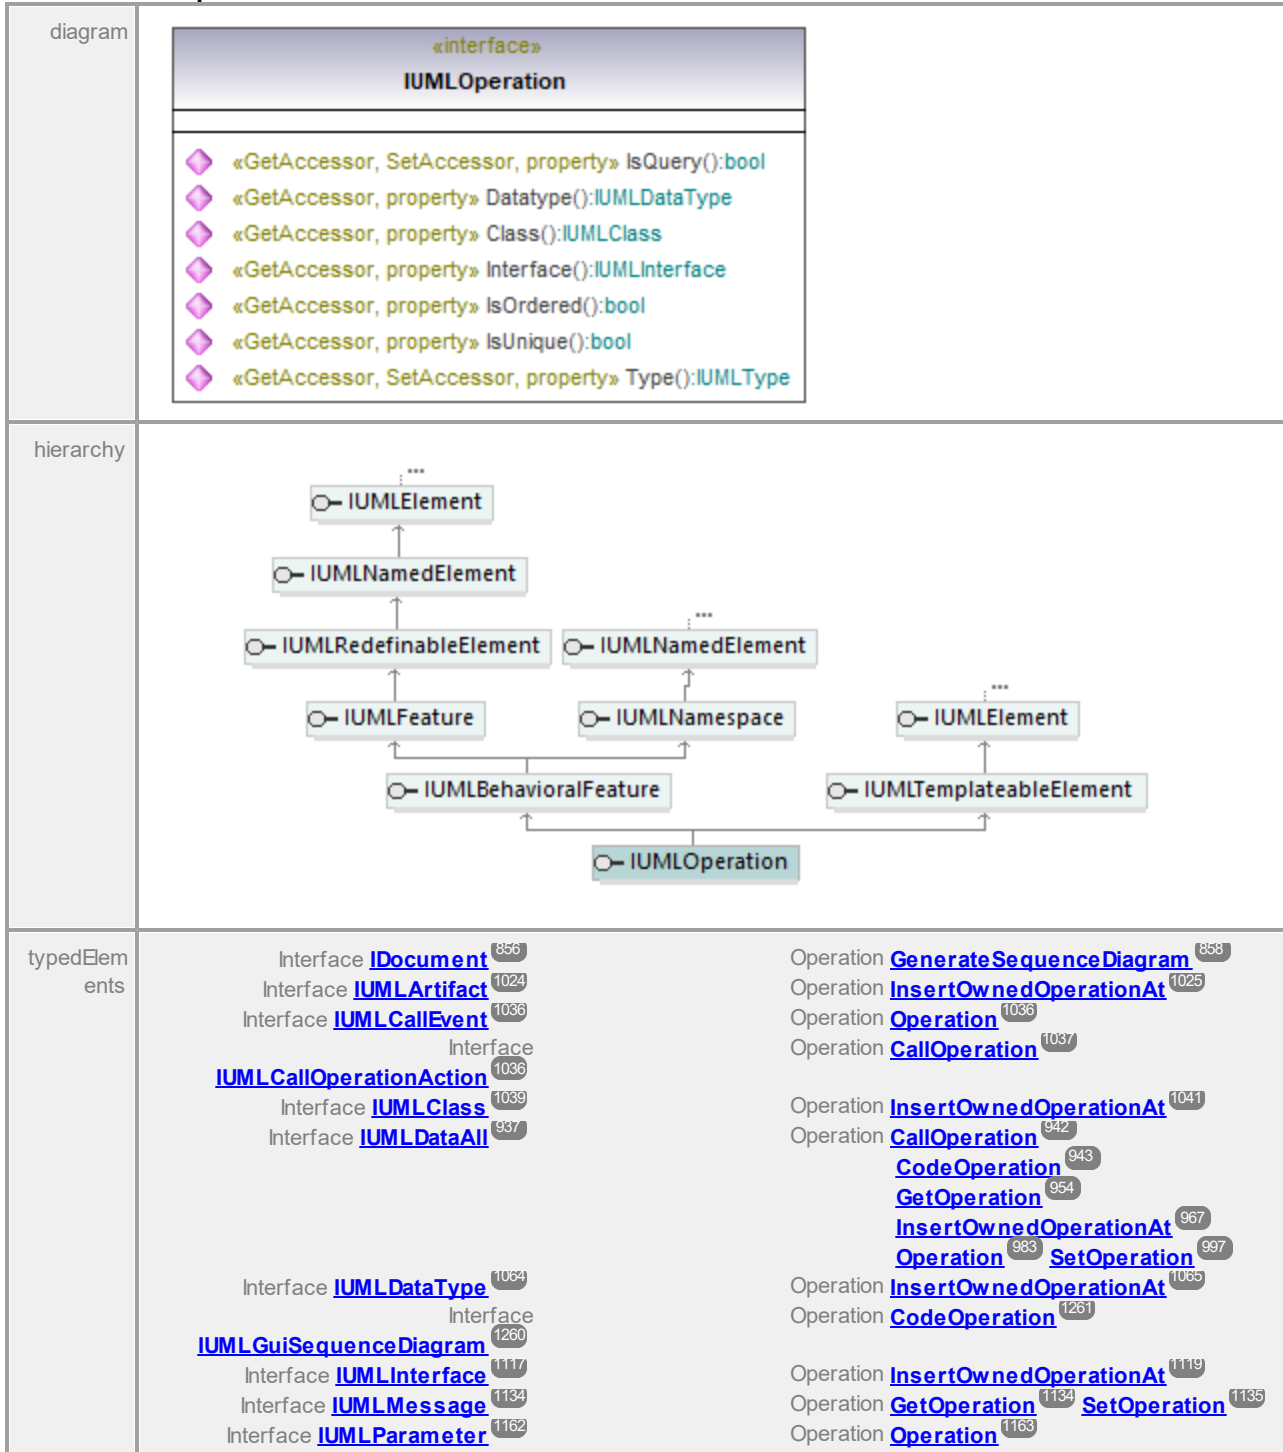 diagram
«interface»
IUMLOperation
«GetAccessor, SetAccessor, property» IsQuery():bool
«GetAccessor, property» Datatype():IUMLDataType
«GetAccessor, property» Class():IUMLClass
«GetAccessor, property» Interface():IUMLInterface
«GetAccessor, property» IsOrdered():bool
«GetAccessor, property» IsUnique():bool
«GetAccessor, SetAccessor, property» Type():IUMLType
hierarchy
...
IUMLElement
IUMLNamedElement
...
IUMLRedefinableElement IUMLNamedElement
...
IUMLFeature IUMLNamespace IUMLElement
IUMLBehavioralFeature IUMLTemplateableElement
IUMLOperation
typedElem
ents
Interface IDocument 856 Operation GenerateSequenceDiagram 858
Interface IUMLArtifact 1024 Operation InsertOwnedOperationAt 1025
Interface IUMLCallEvent 1036 Operation Operation 1036
Interface Operation CallOperation 1037
IUMLCallOperationAction 1036
Interface IUMLClass 1039 Operation InsertOwnedOperationAt 1041
Interface IUMLDataAll 937 Operation CallOperation 942
CodeOperation 943
GetOperation 954
InsertOwnedOperationAt 967
Operation 983 SetOperation 997
Interface IUMLDataType 1064 Operation InsertOwnedOperationAt 1065
Interface Operation CodeOperation 1261
IUMLGuiSequenceDiagram 1260
Interface IUMLInterface 1117 Operation InsertOwnedOperationAt 1119
Interface IUMLMessage 1134 Operation GetOperation 1134 SetOperation 1135
Interface IUMLParameter 1162 Operation Operation 1163